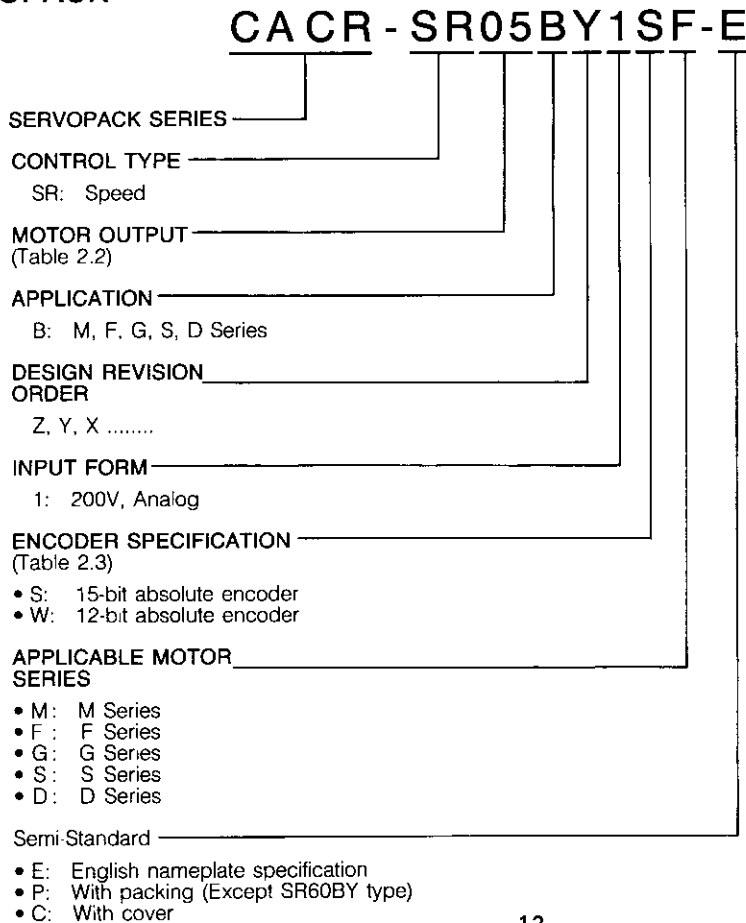 CACR-SR05BY1SF-E
SERVOPACK SERIES
CONTROL TYPE
SR: Speed
MOTOR OUTPUT
(Table 2.2)
APPLICATION
B: M, F, G, S, D Series
DESIGN REVISION
ORDER
Z, Y, X ........
INPUT FORM
1: 200V, Analog
ENCODER SPECIFICATION
(Table 2.3)
• S: 15-bit absolute encoder
• W: 12-bit absolute encoder
APPLICABLE MOTOR
SERIES
• M: M Series
• F: F Series
• G: G Series
• S: S Series
• D: D Series
Semi-Standard
• E: English nameplate specification
• P: With packing (Except SR60BY type)
• C: With cover